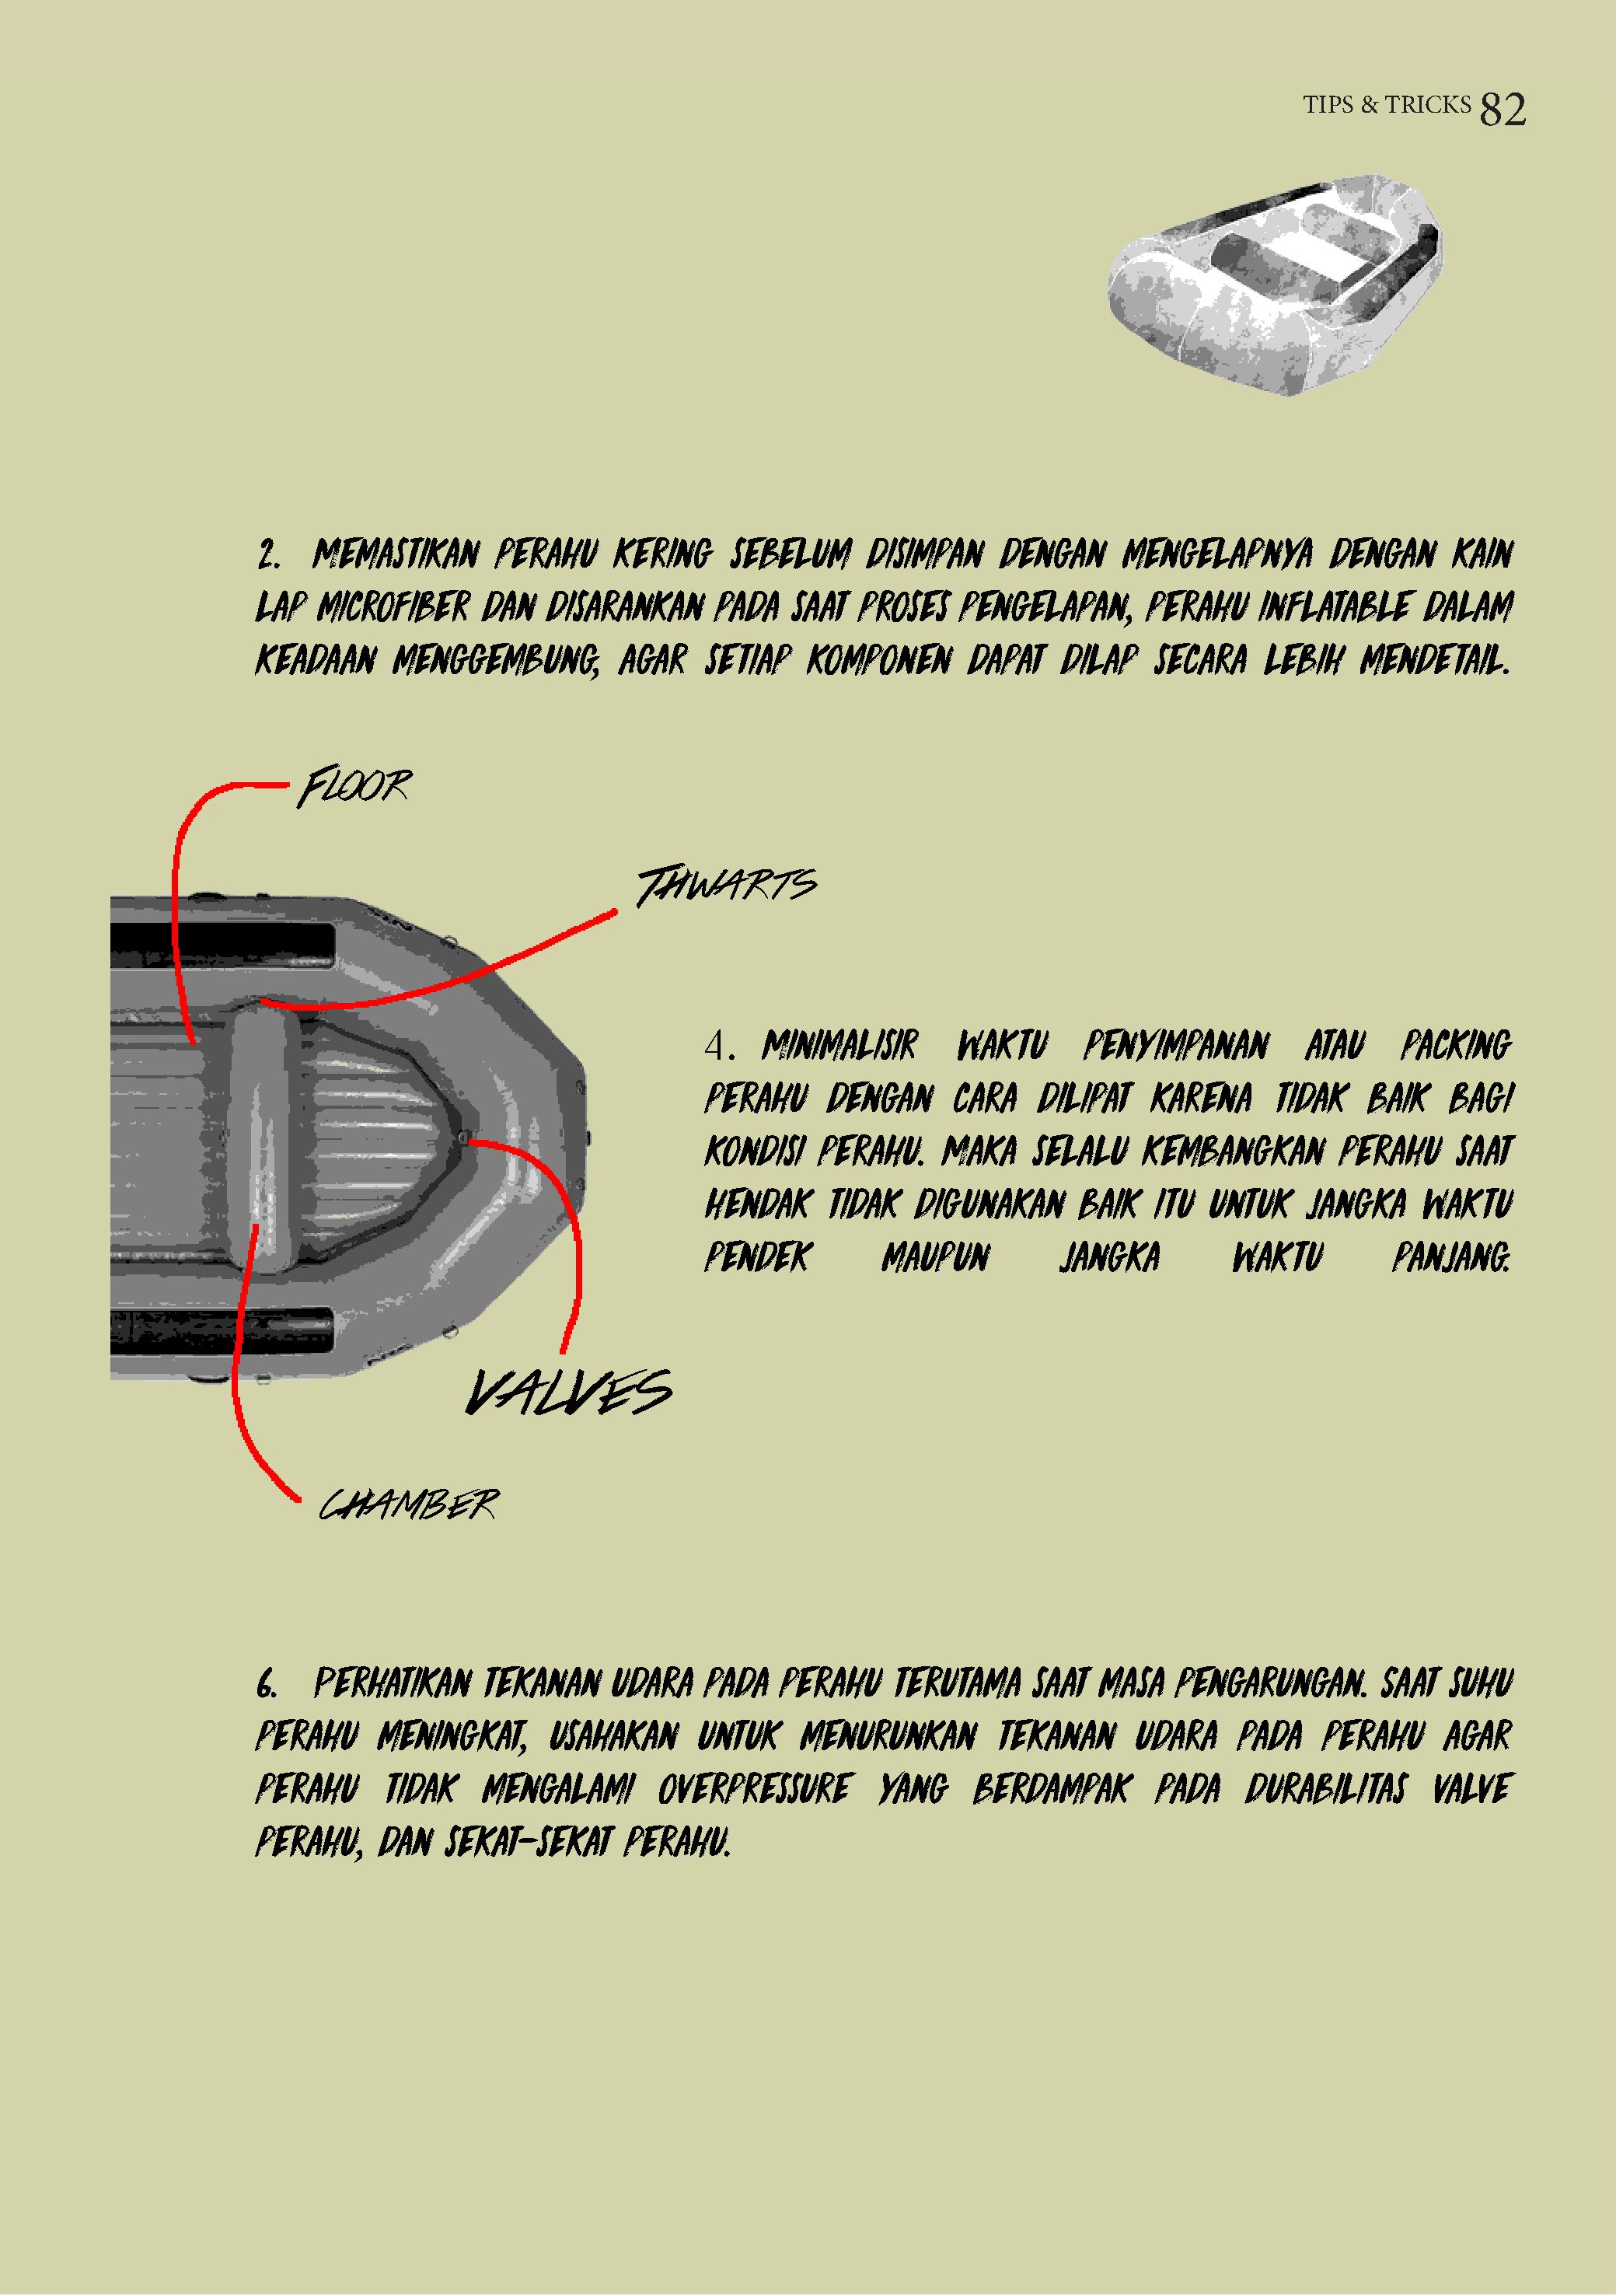 TIPS & TRICKS 82
2. MEMASTIKAN PERAHU KERING SEBELUM DISIMPAN DENGAN MENGELAPNYA DENGAN KAIN
LAP MICROFIBER DAN DISARANKAN PADA SAAT PROSES PENGELAPAN, PERAHU INFLATABLE DALAM
KEADAAN MENGGEMBUNG, AGAR SETIAP KOMPONEN DAPAT DILAP SECARA LEBIH MENDETAIL.
FLOOR
THWARTS
4. MINIMALISIR WAKTU PENYIMPANAN ATAU PACKING
PERAHU DENGAN CARA DILIPAT KARENA TIDAK BAIK BAGI
KONDISI PERAHU. MAKA SELALU KEMBANGKAN PERAHU SAAT
HENDAK TIDAK DIGUNAKAN BAIK ITU UNTUK JANGKA WAKTU
PENDEK MAUPUN JANGKA WAKTU PANJANG.
VALVES
CHAMBER
6. PERHATIKAN TEKANAN UDARA PADA PERAHU TERUTAMA SAAT MASA PENGARUNGAN. SAAT SUHU
PERAHU MENINGKAT, USAHAKAN UNTUK MENURUNKAN TEKANAN UDARA PADA PERAHU AGAR
PERAHU TIDAK MENGALAMI OVERPRESSURE YANG BERDAMPAK PADA DURABILITAS VALVE
PERAHU, DAN SEKAT-SEKAT PERAHU.